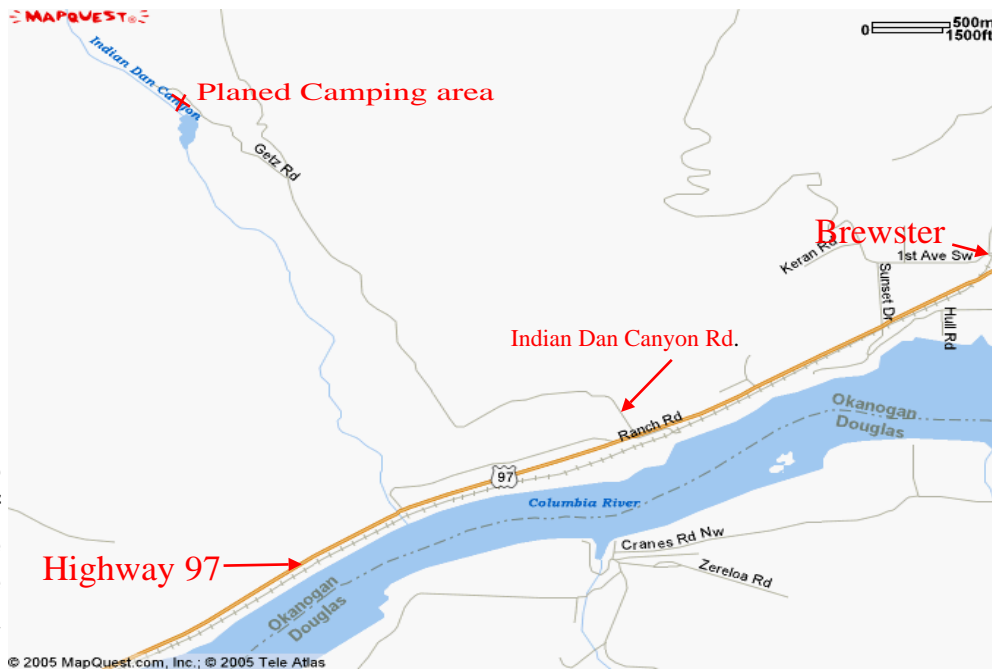 MAPQUEST
0 500m
1500ft
Indian Dan Canyon
Planed Camping area
Getz Rd
Brewster
Keran Rd
1st Ave Sw
Sunset Dr
Hull Rd
Indian Dan Canyon Rd.
Ranch Rd
Okanogan
Douglas
97
Columbia River
Cranes Rd Nw
Zereloa Rd
Highway 97
Okanogan
Douglas
© 2005 MapQuest.com, Inc.; © 2005 Tele Atlas